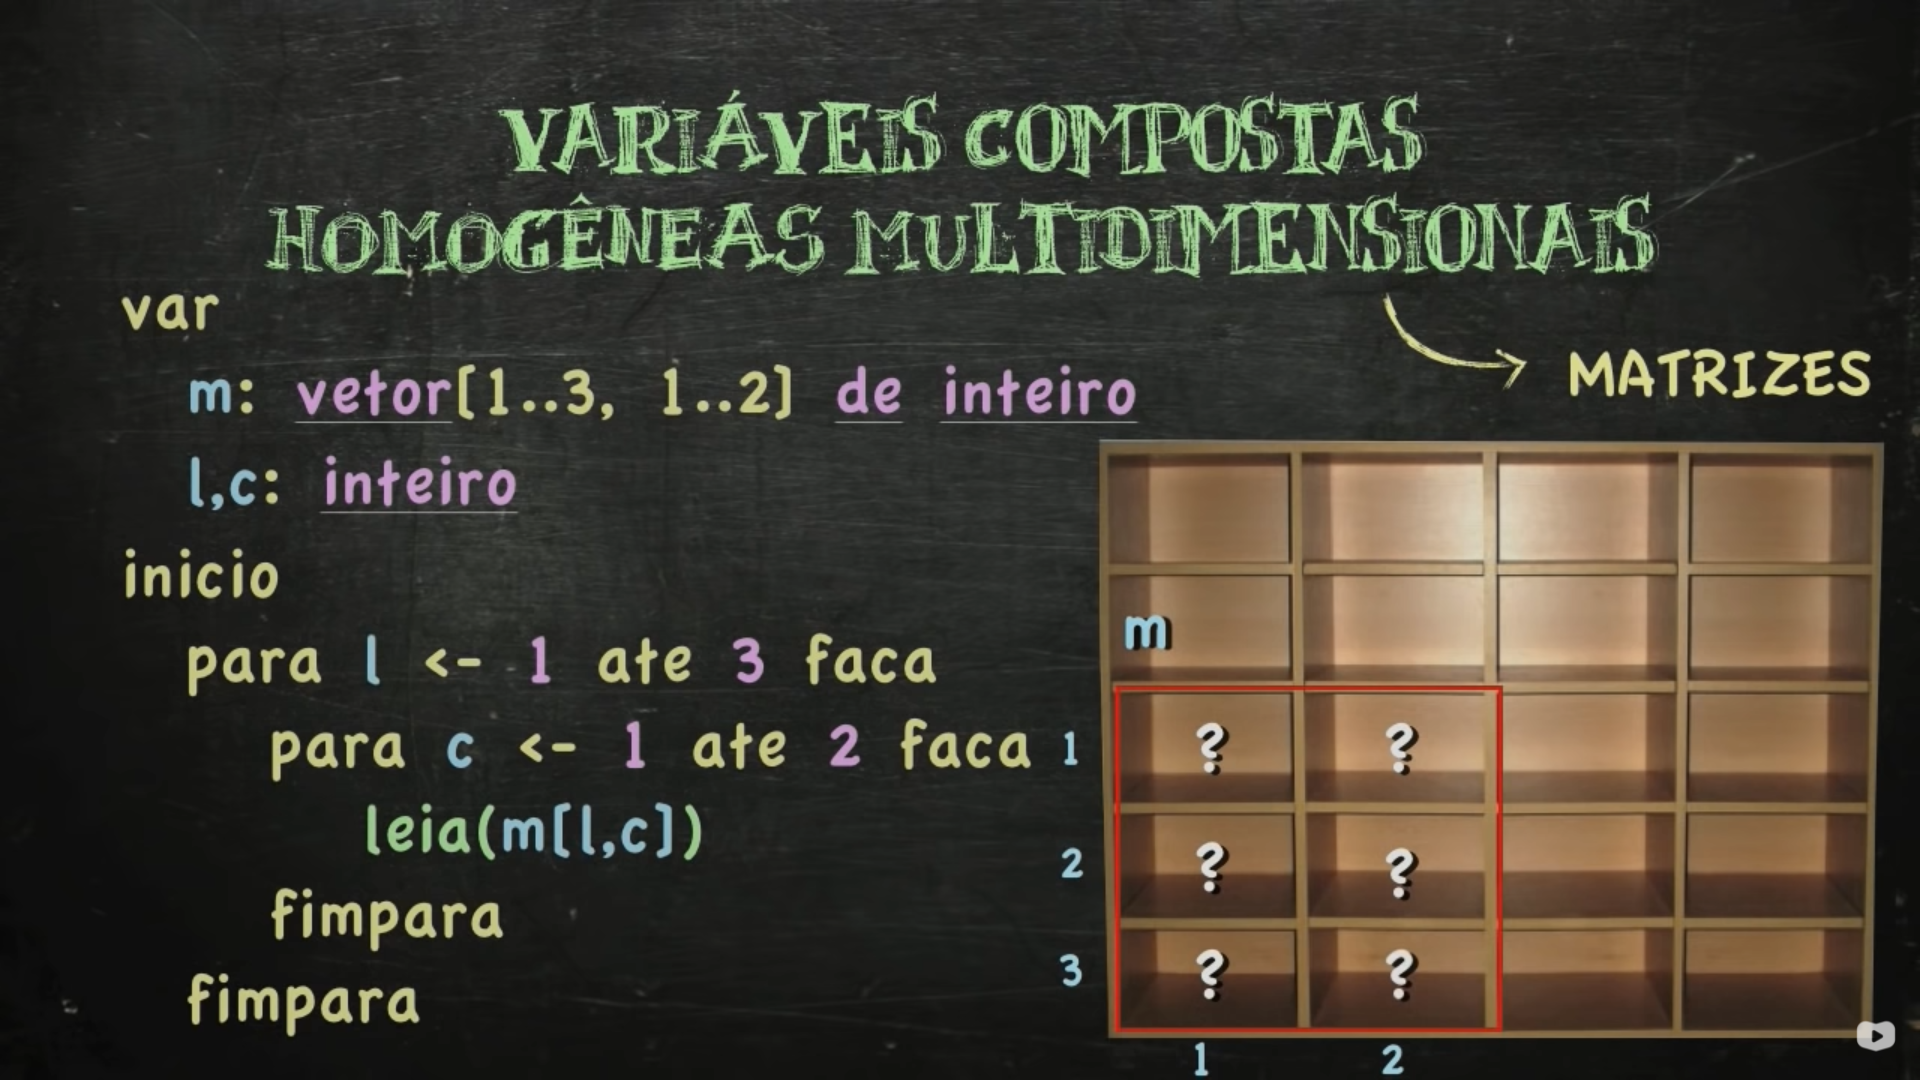 VARIÁVEIS COMPOSTAS
HOMOGÊNEAS MULTIDIMENSIONAIS
MATRIZES
var
m: vetor[1..3, 1..2] de inteiro
l,c: inteiro
inicio
para l <- 1 ate 3 faca
para c <- 1 ate 2 faca
leia(m[l,c])
fimpara
fimpara
m
1 ? ?
2 ? ?
3 ? ?
1 2